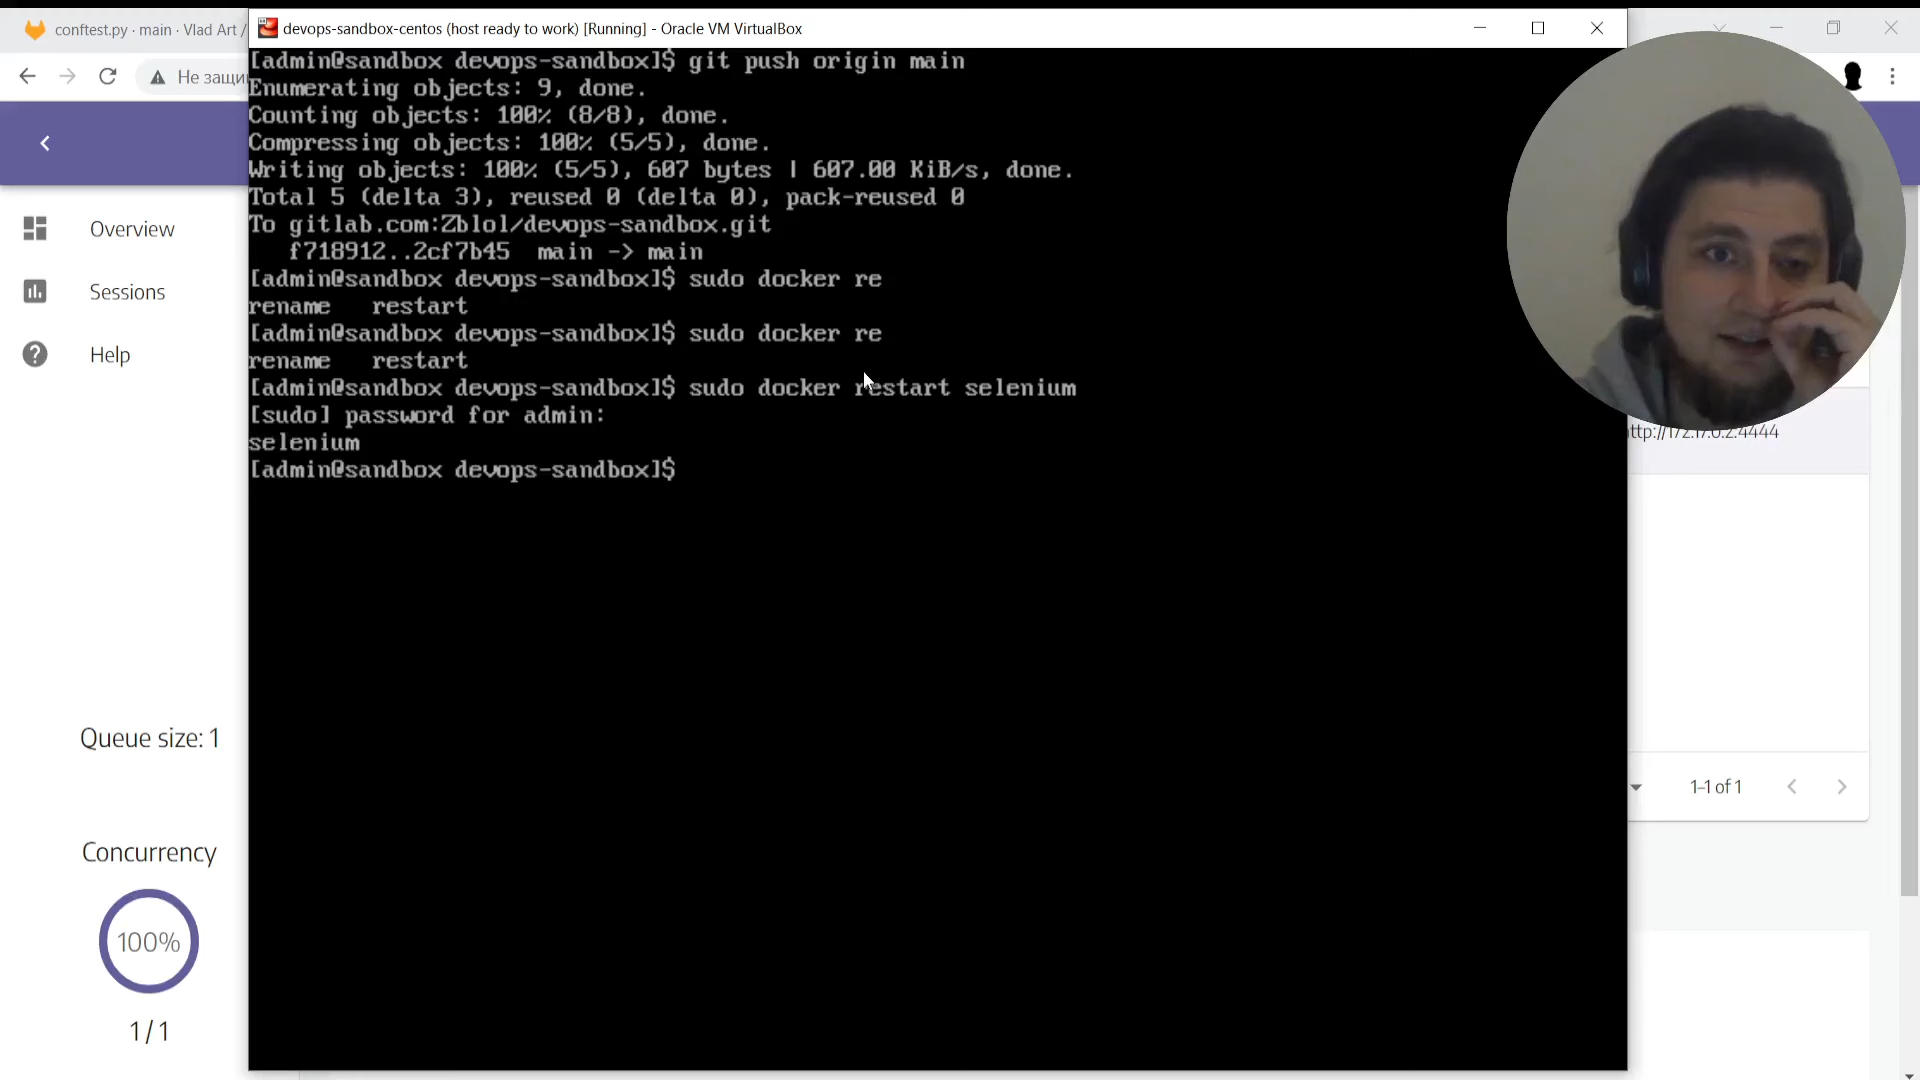 conftest.py · main · Vlad Art /
devops-sandbox-centos (host ready to work) [Running] - Oracle VM VirtualBox
[admin@sandbox devops-sandbox]$ git push origin main
Enumerating objects: 9, done.
Counting objects: 100% (8/8), done.
Compressing objects: 100% (5/5), done.
Writing objects: 100% (5/5), 607 bytes | 607.00 KiB/s, done.
Total 5 (delta 3), reused 0 (delta 0), pack-reused 0
To gitlab.com:Zblol/devops-sandbox.git
f718912..2cf7b45 main -> main
[admin@sandbox devops-sandbox]$ sudo docker re
rename restart
[admin@sandbox devops-sandbox]$ sudo docker re
rename restart
[admin@sandbox devops-sandbox]$ sudo docker restart selenium
[sudo] password for admin:
selenium
[admin@sandbox devops-sandbox]$
Не
Overview
Sessions
Help
Queue size: 1
Concurrency
100%
1 / 1
ttp://172.17.0.2:4444
1-1 of 1